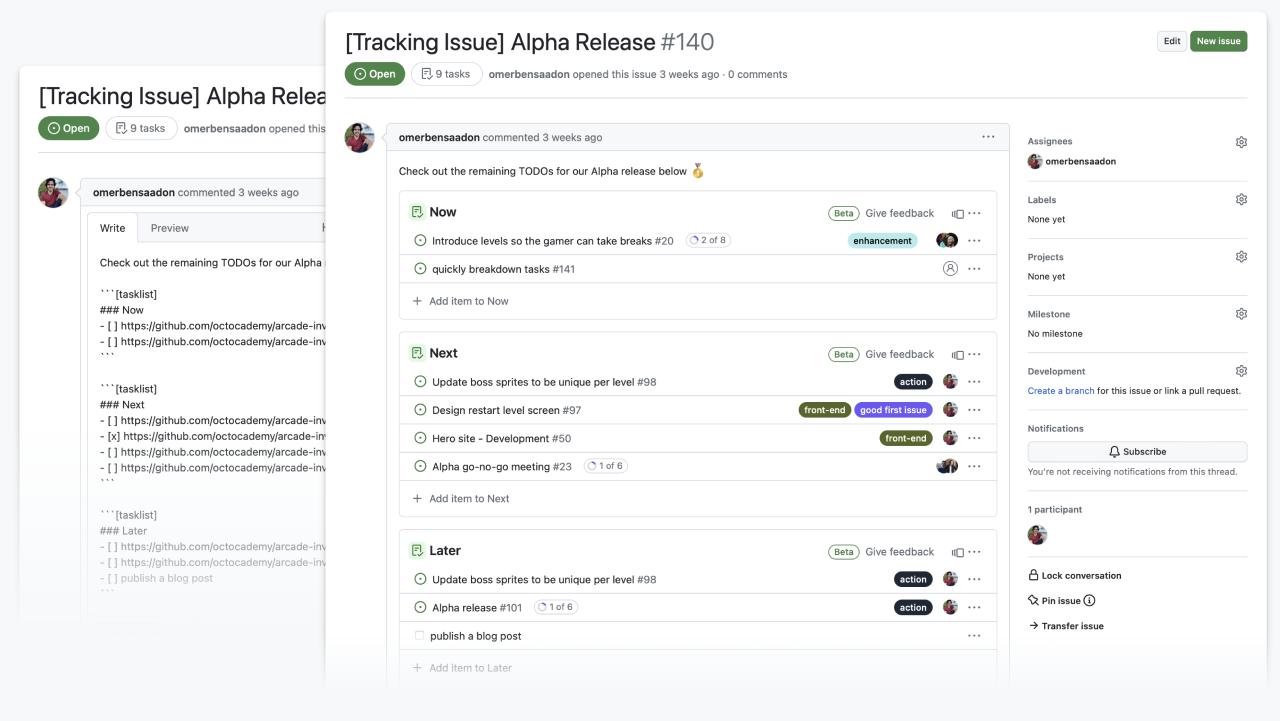 [Tracking Issue] Alpha Relea
Open
9 tasks
omerbensaadon opened this
omerbensaadon commented 3 weeks ago
Write
Preview
Check out the remaining TODOs for our Alpha
```[tasklist]
### Now
- [ ] https://github.com/octocademy/arcade-inv
- [ ] https://github.com/octocademy/arcade-inv
```
```[tasklist]
### Next
- [ ] https://github.com/octocademy/arcade-inv
- [x] https://github.com/octocademy/arcade-inv
- [ ] https://github.com/octocademy/arcade-inv
- [ ] https://github.com/octocademy/arcade-inv
```
```[tasklist]
### Later
- [ ] https://github.com/octocademy/arcade-inv
- [ ] https://github.com/octocademy/arcade-inv
- [ ] publish a blog post
```
[Tracking Issue] Alpha Release #140
Edit
New issue
Open
9 tasks
omerbensaadon opened this issue 3 weeks ago · 0 comments
omerbensaadon commented 3 weeks ago
Check out the remaining TODOs for our Alpha release below 🏅
Now
Beta Give feedback
Introduce levels so the gamer can take breaks #20 2 of 8 enhancement
quickly breakdown tasks #141
+ Add item to Now
Next
Beta Give feedback
Update boss sprites to be unique per level #98 action
Design restart level screen #97 front-end good first issue
Hero site - Development #50 front-end
Alpha go-no-go meeting #23 1 of 6
+ Add item to Next
Later
Beta Give feedback
Update boss sprites to be unique per level #98 action
Alpha release #101 1 of 6 action
publish a blog post
+ Add item to Later
Assignees
omerbensaadon
Labels
None yet
Projects
None yet
Milestone
No milestone
Development
Create a branch for this issue or link a pull request.
Notifications
Subscribe
You're not receiving notifications from this thread.
1 participant
Lock conversation
Pin issue
Transfer issue